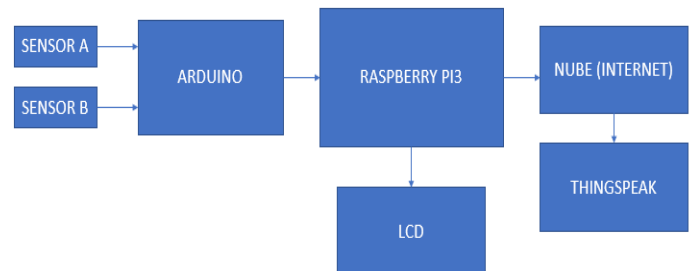 SENSOR A
SENSOR B
ARDUINO
RASPBERRY PI3
NUBE (INTERNET)
THINGSPEAK
LCD